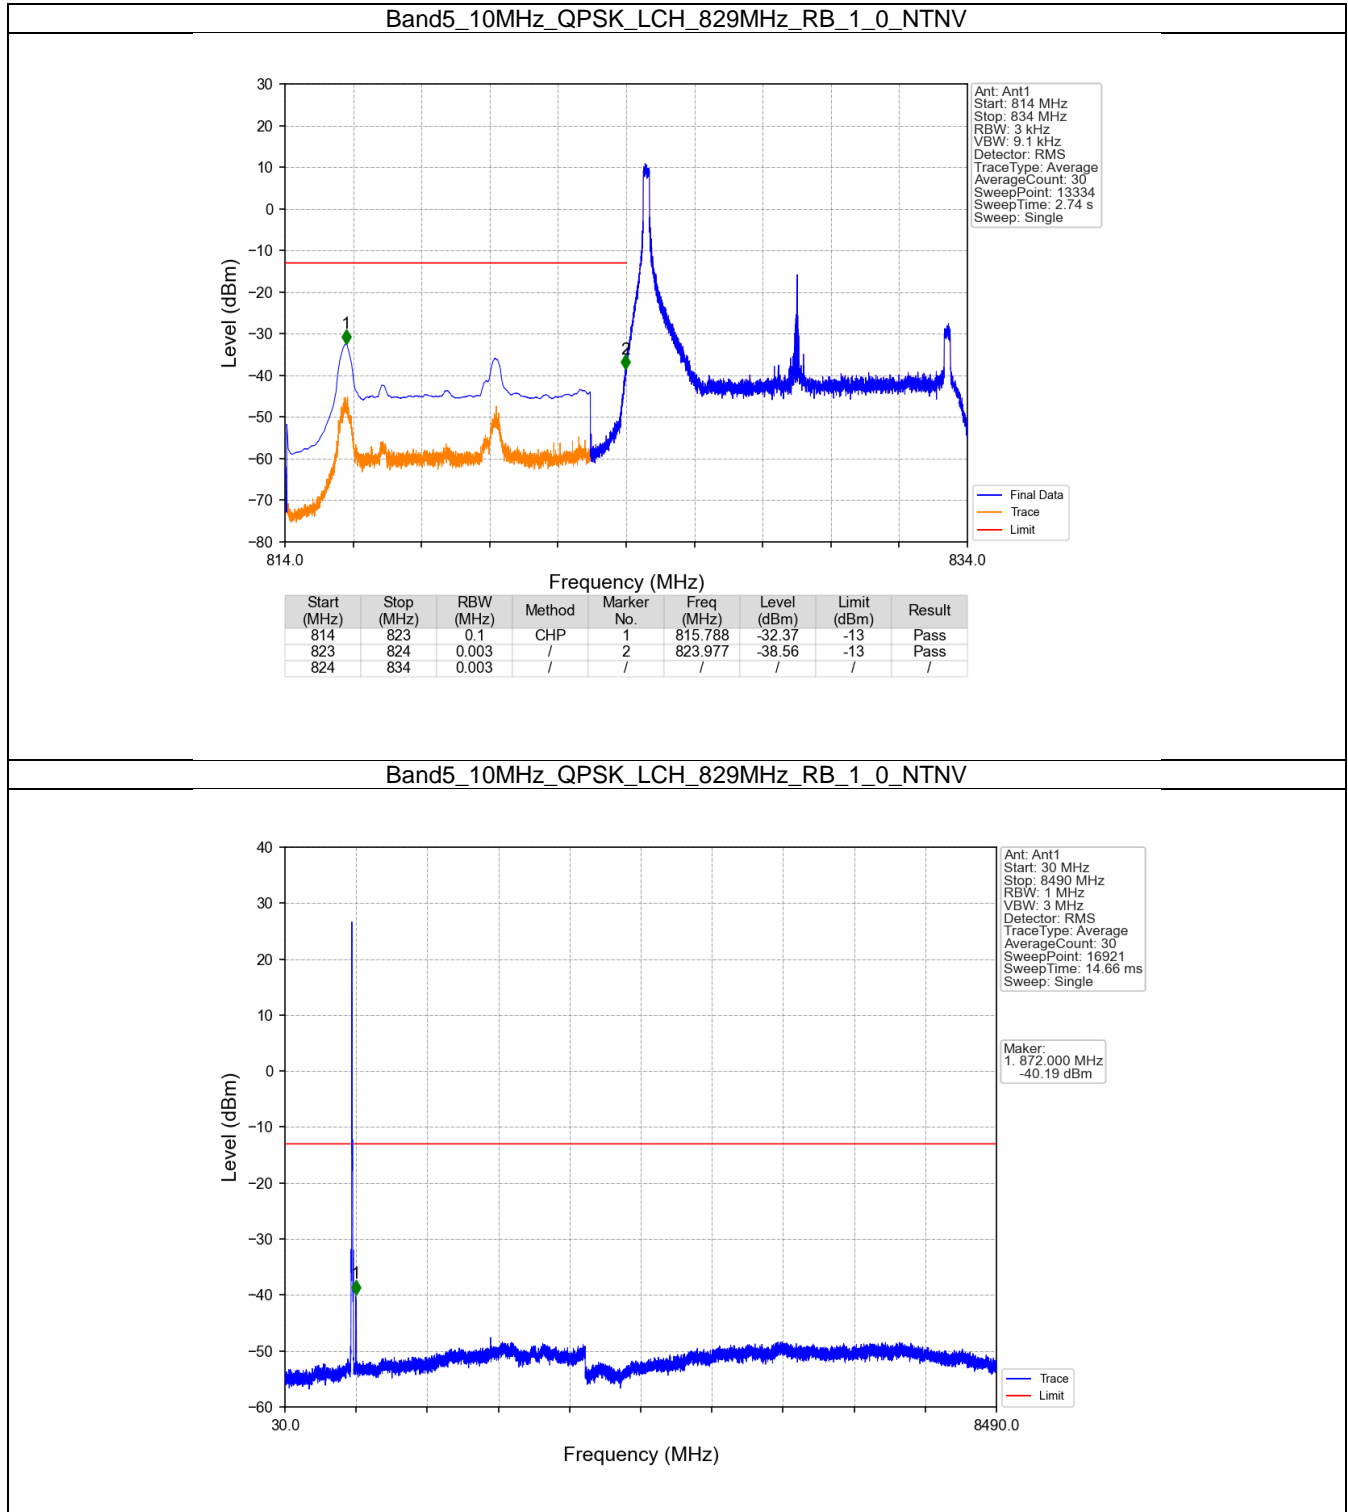 Band5_10MHz_QPSK_LCH_829MHz_RB_1_0_NTNV
30
20
10
0
−10
−20
−30
−40
−50
−60
−70
−80
Level (dBm)
1
2
814.0
834.0
Frequency (MHz)
Ant: Ant1
Start: 814 MHz
Stop: 834 MHz
RBW: 3 kHz
VBW: 9.1 kHz
Detector: RMS
TraceType: Average
AverageCount: 30
SweepPoint: 13334
SweepTime: 2.74 s
Sweep: Single
Final Data
Trace
Limit
Start (MHz) Stop (MHz) RBW (MHz) Method Marker No. Freq (MHz) Level (dBm) Limit (dBm) Result
814 823 0.1 CHP 1 815.788 -32.37 -13 Pass
823 824 0.003 / 2 823.977 -38.56 -13 Pass
824 834 0.003 / / / / / /
Band5_10MHz_QPSK_LCH_829MHz_RB_1_0_NTNV
40
30
20
10
0
−10
−20
−30
−40
−50
−60
Level (dBm)
1
30.0
8490.0
Frequency (MHz)
Ant: Ant1
Start: 30 MHz
Stop: 8490 MHz
RBW: 1 MHz
VBW: 3 MHz
Detector: RMS
TraceType: Average
AverageCount: 30
SweepPoint: 16921
SweepTime: 14.66 ms
Sweep: Single
Maker:
1. 872.000 MHz
-40.19 dBm
Trace
Limit